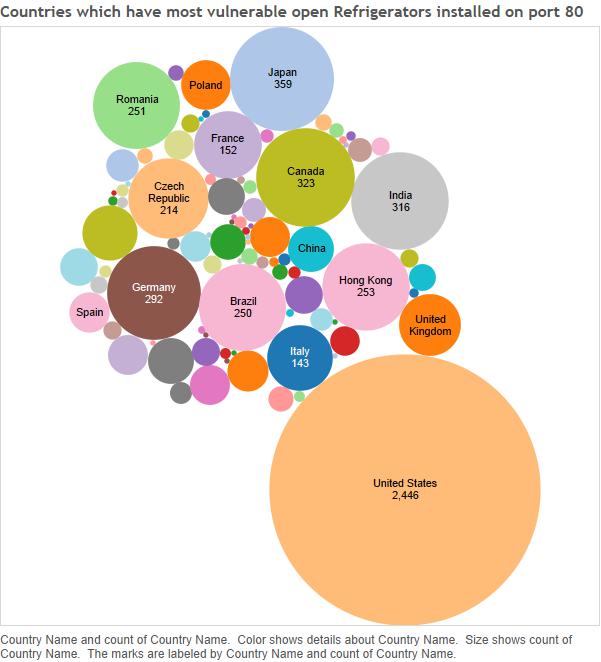 Countries which have most vulnerable open Refrigerators installed on port 80
Japan
359
Poland
Romania
251
France
152
Canada
323
Czech
Republic
214
India
316
China
Germany
292
Hong Kong
253
Brazil
250
Spain
United
Kingdom
Italy
143
United States
2,446
Country Name and count of Country Name.  Color shows details about Country Name.  Size shows count of
Country Name.  The marks are labeled by Country Name and count of Country Name.